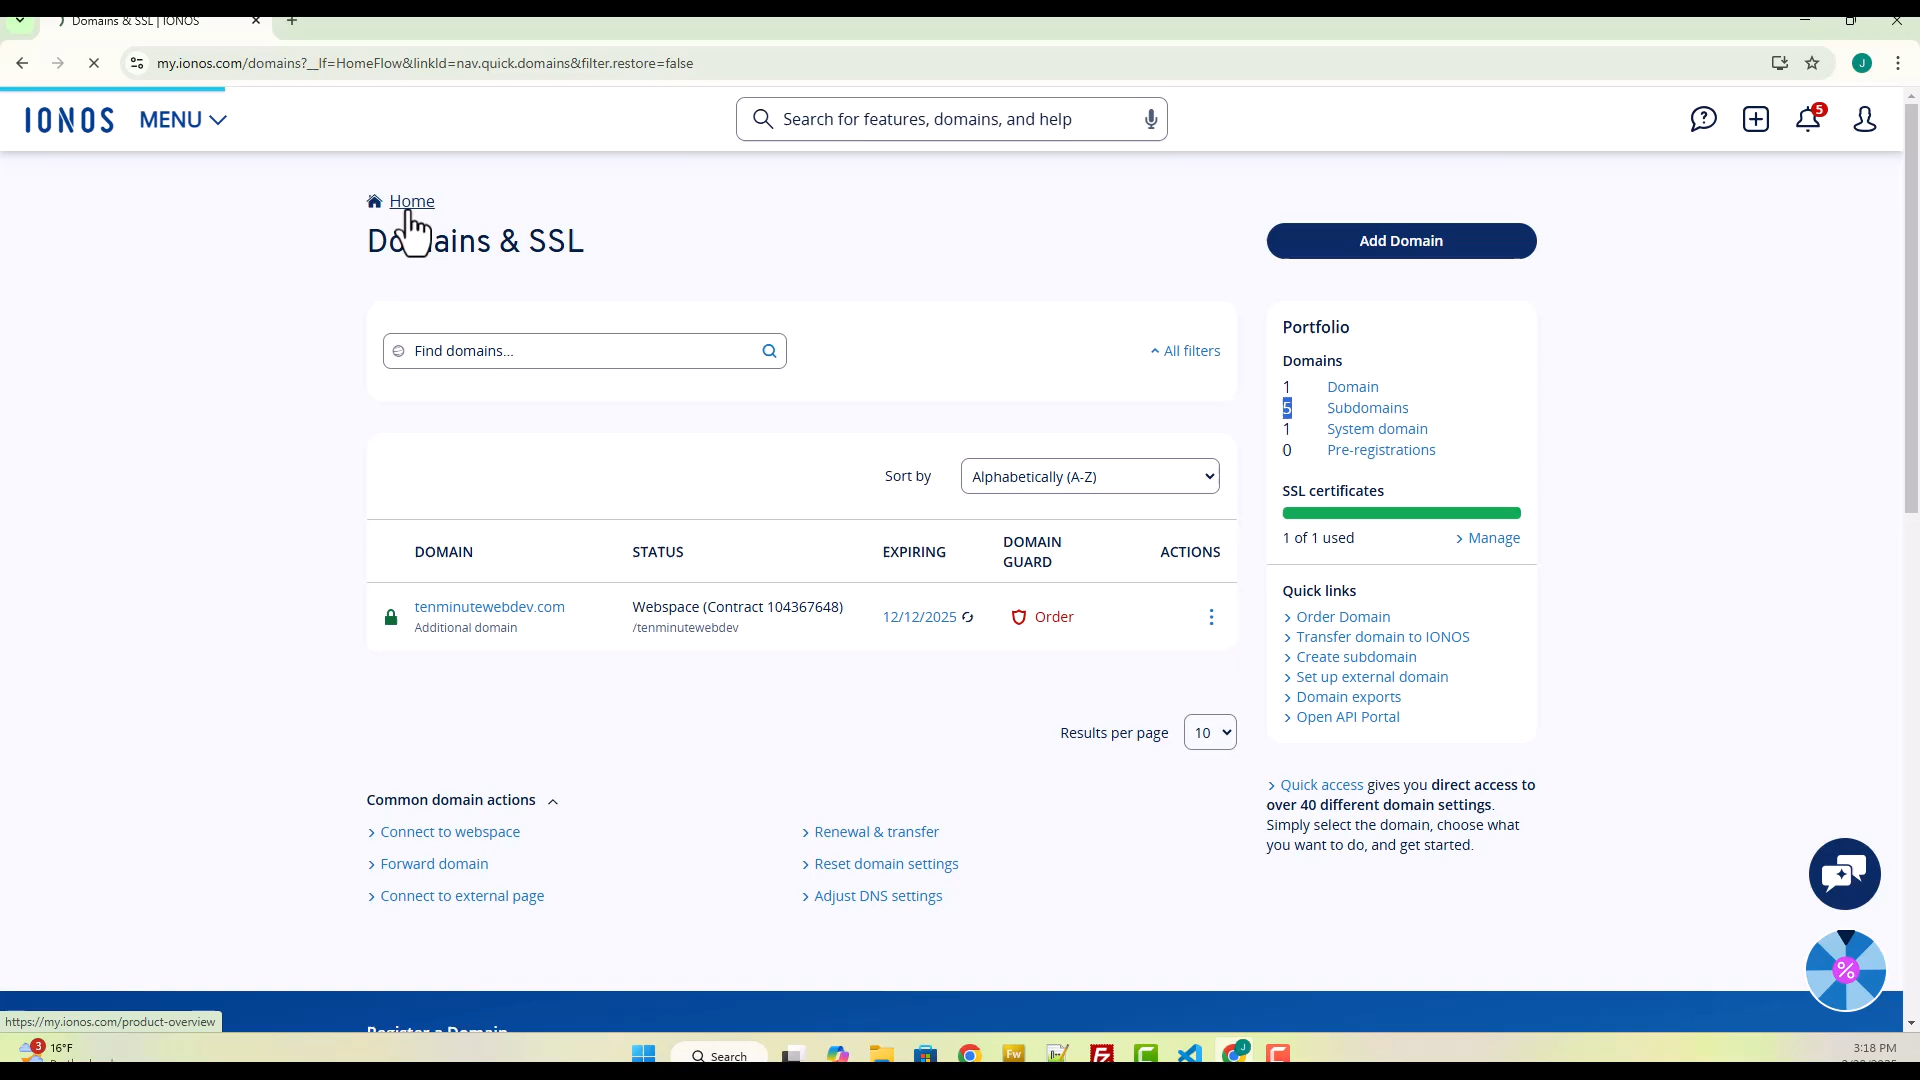 Domains & SSL | IONOS
my.ionos.com/domains?__lf=HomeFlow&linkId=nav.quick.domains&filter.restore=false
J
IONOS MENU
Search for features, domains, and help
5
Home
Domains & SSL
Add Domain
Find domains...
All filters
Sort by
Alphabetically (A-Z)
DOMAIN STATUS EXPIRING DOMAIN GUARD ACTIONS
tenminutewebdev.com Webspace (Contract 104367648) 12/12/2025 Order
Additional domain /tenminutewebdev
Results per page 10
Common domain actions
Connect to webspace
Renewal & transfer
Forward domain
Reset domain settings
Connect to external page
Adjust DNS settings
Portfolio
Domains
1 Domain
5 Subdomains
1 System domain
0 Pre-registrations
SSL certificates
1 of 1 used
Manage
Quick links
Order Domain
Transfer domain to IONOS
Create subdomain
Set up external domain
Domain exports
Open API Portal
Quick access gives you direct access to
over 40 different domain settings.
Simply select the domain, choose what
you want to do, and get started.
%
Register a Domain
https://my.ionos.com/product-overview
3
16°F
Search
Fw
Fz
J
3:18 PM